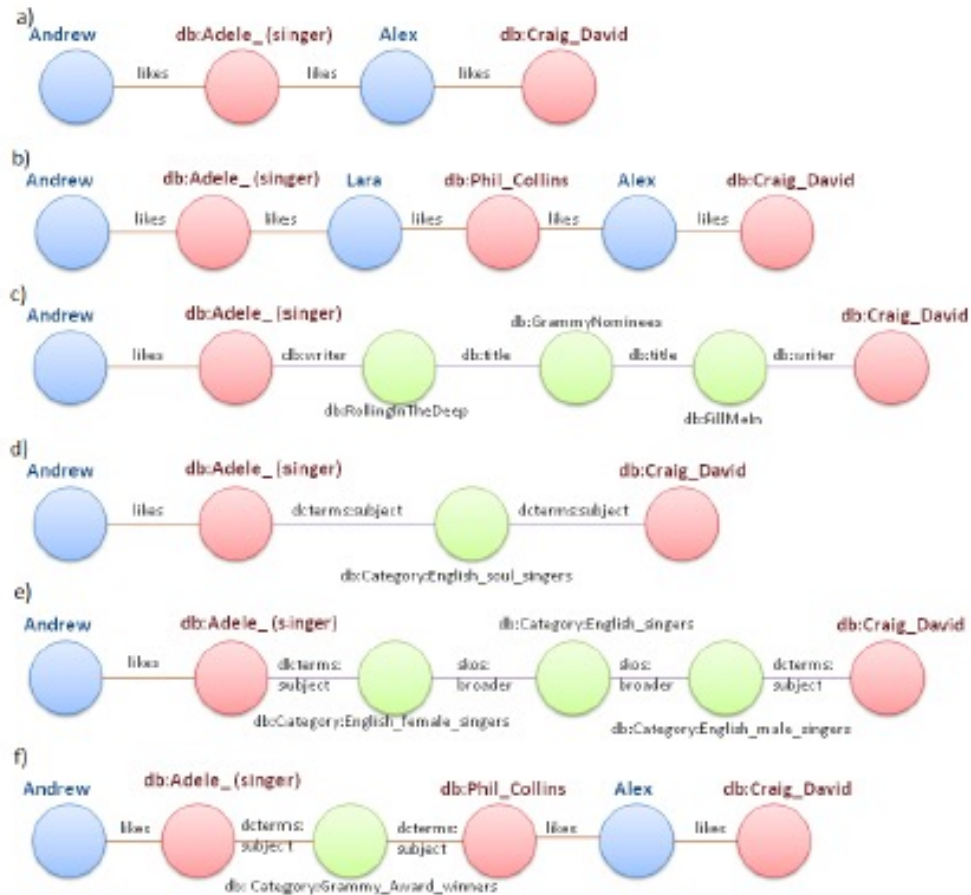 a)
Andrew db:Adele_(singer) Alex db:Craig_David
likes likes likes
b)
Andrew db:Adele_(singer) Lara db:Phil_Collins Alex db:Craig_David
likes likes likes likes likes
c)
Andrew db:Adele_(singer) db:GrammyNominees db:Craig_David
likes db:writer db:title db:title db:writer
db:RollingInTheDeep db:FillMeIn
d)
Andrew db:Adele_(singer) db:Craig_David
likes dcterms:subject dcterms:subject
db:Category:English_soul_singers
e)
Andrew db:Adele_(singer) db:Category:English_singers db:Craig_David
likes dcterms: skos: skos: dcterms:
subject broader broader subject
db:Category:English_female_singers db:Category:English_male_singers
f)
Andrew db:Adele_(singer) db:Phil_Collins Alex db:Craig_David
likes dcterms: dcterms: likes likes
subject subject
db: Category:Grammy_Award_winners